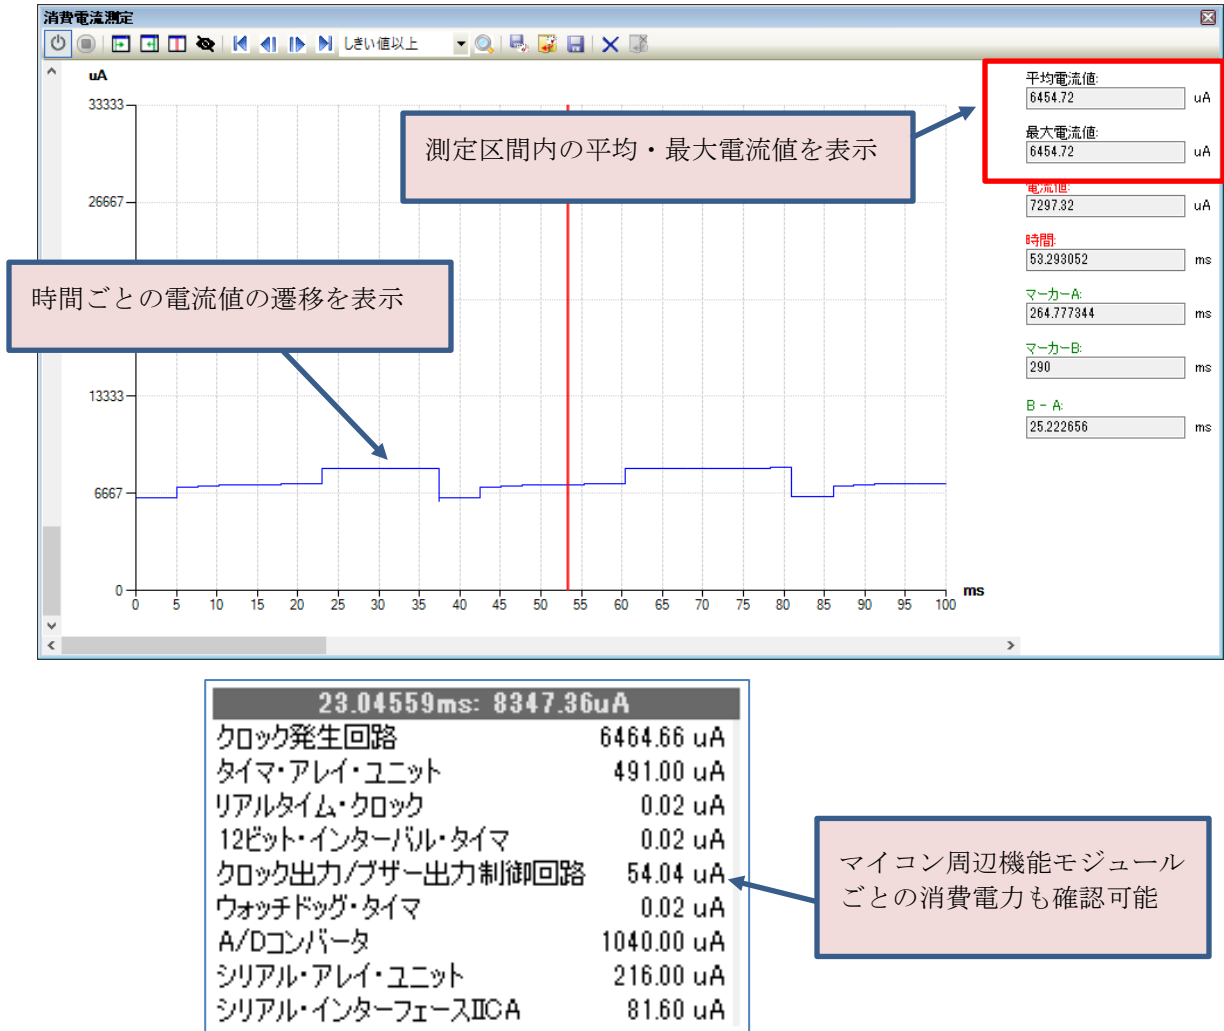 消費電流測定
しきい値以上
uA
33333
26667
13333
6667
0
0 5 10 15 20 25 30 35 40 45 50 55 60 65 70 75 80 85 90 95 100
ms
測定区間内の平均・最大電流値を表示
時間ごとの電流値の遷移を表示
平均電流値:
6454.72 uA
最大電流値:
6454.72 uA
電流値:
7297.32 uA
時間:
53.293052 ms
マーカーA:
264.777344 ms
マーカーB:
290 ms
B - A:
25.222656 ms
23.04559ms: 8347.36uA
クロック発生回路 6464.66 uA
タイマ・アレイ・ユニット 491.00 uA
リアルタイム・クロック 0.02 uA
12ビット・インターバル・タイマ 0.02 uA
クロック出力/ブザー出力制御回路 54.04 uA
ウォッチドッグ・タイマ 0.02 uA
A/Dコンバータ 1040.00 uA
シリアル・アレイ・ユニット 216.00 uA
シリアル・インターフェースIICA 81.60 uA
マイコン周辺機能モジュール
ごとの消費電力も確認可能